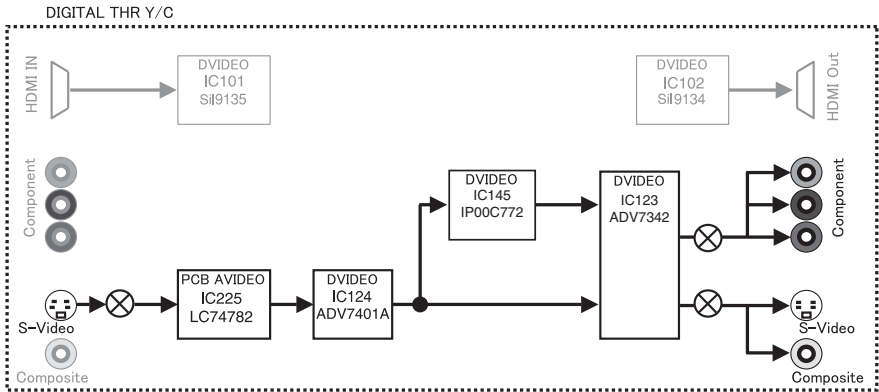 DIGITAL THR Y/C
HDMI IN
DVIDEO
IC101
SiI9135
DVIDEO
IC102
SiI9134
HDMI Out
Component
DVIDEO
IC145
IP00C772
DVIDEO
IC123
ADV7342
Component
PCB AVIDEO
IC225
LC74782
DVIDEO
IC124
ADV7401A
S-Video
S-Video
Composite
Composite